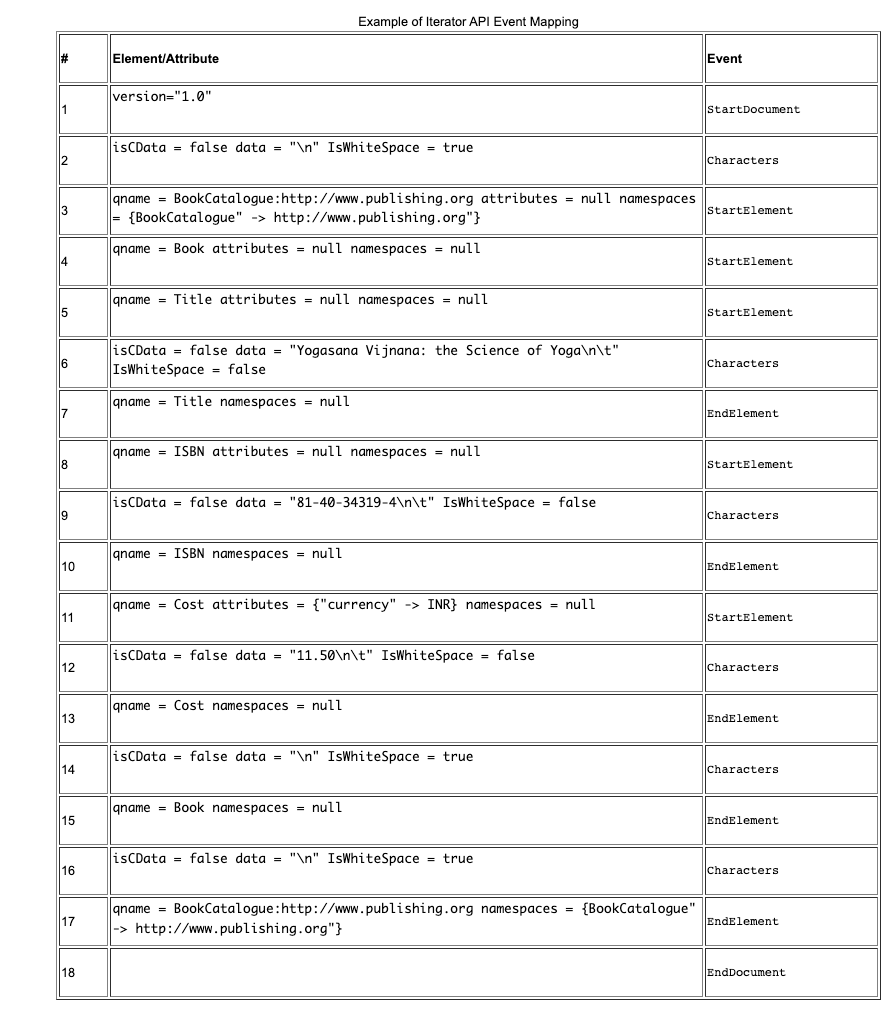 Example of Iterator API Event Mapping
# Element/Attribute Event
1 version="1.0" StartDocument
2 isCData = false data = "\n" IsWhiteSpace = true Characters
3 qname = BookCatalogue:http://www.publishing.org attributes = null namespaces
= {BookCatalogue" -> http://www.publishing.org"} StartElement
4 qname = Book attributes = null namespaces = null StartElement
5 qname = Title attributes = null namespaces = null StartElement
6 isCData = false data = "Yogasana Vijnana: the Science of Yoga\n\t"
IsWhiteSpace = false Characters
7 qname = Title namespaces = null EndElement
8 qname = ISBN attributes = null namespaces = null StartElement
9 isCData = false data = "81-40-34319-4\n\t" IsWhiteSpace = false Characters
10 qname = ISBN namespaces = null EndElement
11 qname = Cost attributes = {"currency" -> INR} namespaces = null StartElement
12 isCData = false data = "11.50\n\t" IsWhiteSpace = false Characters
13 qname = Cost namespaces = null EndElement
14 isCData = false data = "\n" IsWhiteSpace = true Characters
15 qname = Book namespaces = null EndElement
16 isCData = false data = "\n" IsWhiteSpace = true Characters
17 qname = BookCatalogue:http://www.publishing.org namespaces = {BookCatalogue"
-> http://www.publishing.org"} EndElement
18 EndDocument